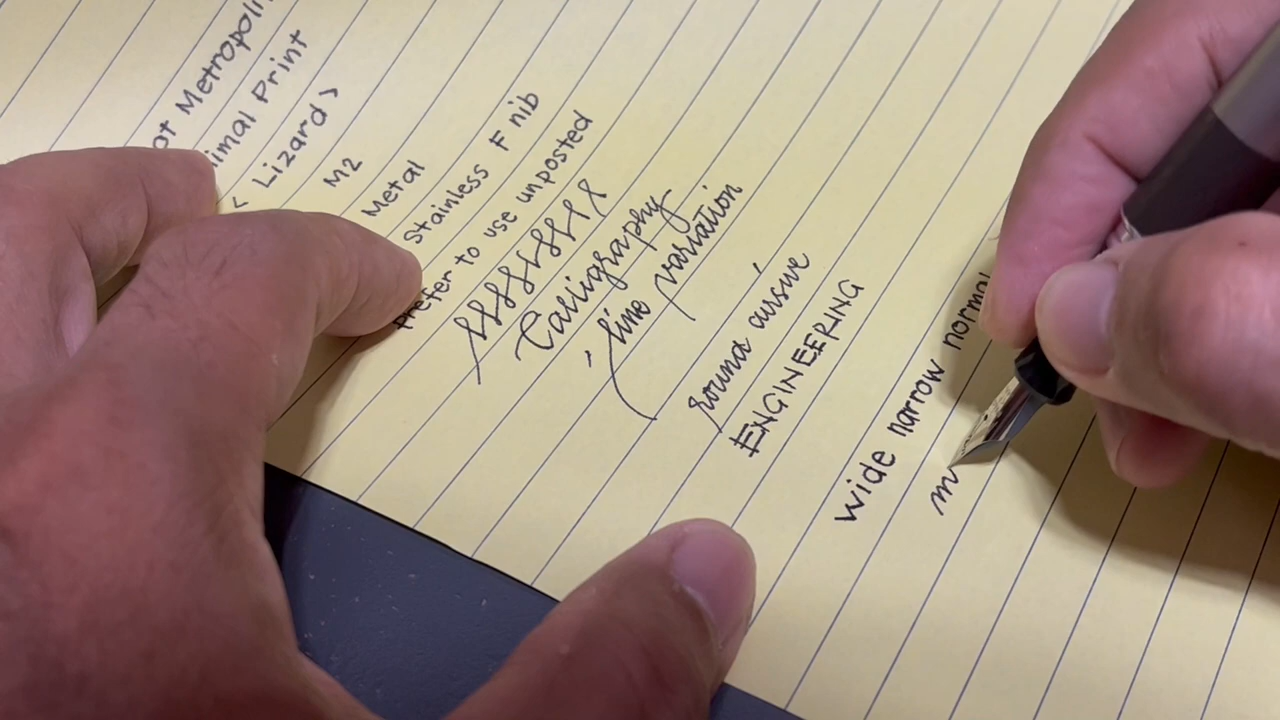 ot Metropoli
imal Print
< Lizard >
M2
Metal
Stainless F nib
prefer to use unposted
Calligraphy
line variation
round cursive
ENGINEERING
wide narrow normal
m